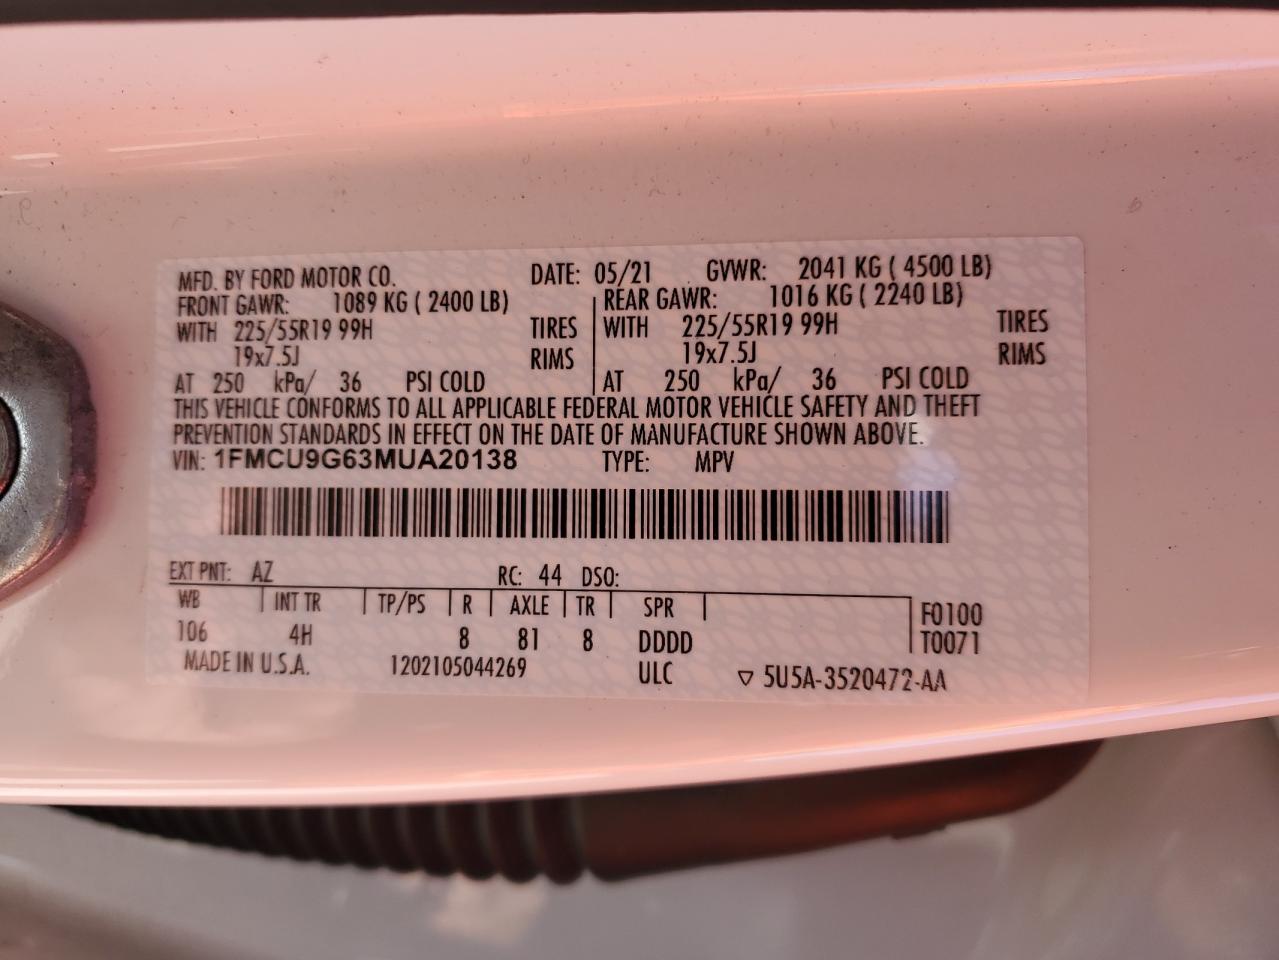 MFD. BY FORD MOTOR CO. DATE: 05/21 GVWR: 2041 KG ( 4500 LB)
FRONT GAWR: 1089 KG ( 2400 LB) REAR GAWR: 1016 KG ( 2240 LB)
WITH 225/55R19 99H TIRES WITH 225/55R19 99H TIRES
19x7.5J RIMS 19x7.5J RIMS
AT 250 kPa/ 36 PSI COLD AT 250 kPa/ 36 PSI COLD
THIS VEHICLE CONFORMS TO ALL APPLICABLE FEDERAL MOTOR VEHICLE SAFETY AND THEFT
PREVENTION STANDARDS IN EFFECT ON THE DATE OF MANUFACTURE SHOWN ABOVE.
VIN: 1FMCU9G63MUA20138 TYPE: MPV
EXT PNT: AZ RC: 44 DSO:
WB INT TR TP/PS R AXLE TR SPR F0100
106 4H 8 81 8 DDDD T0071
MADE IN U.S.A. 1202105044269 ULC ▽ 5U5A-3520472-AA